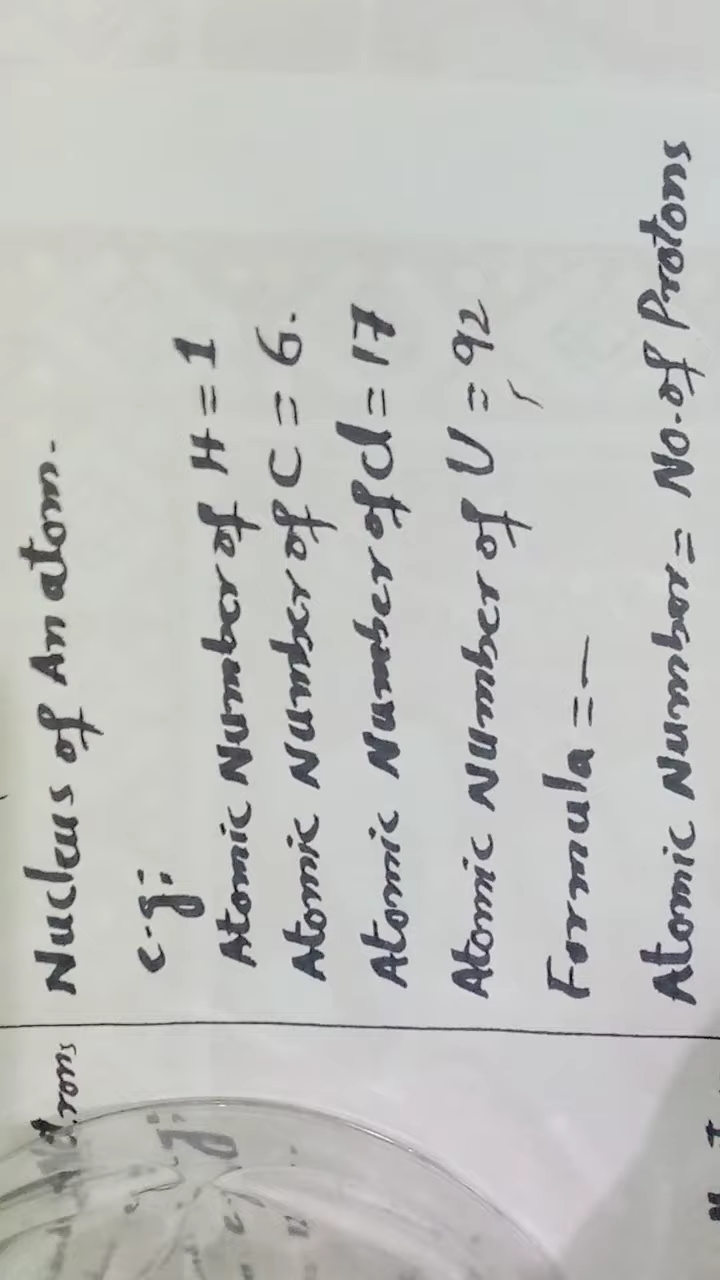 Nucleus of An atom.
e.g:
Atomic Number of H = 1
Atomic Number of C = 6.
Atomic Number of Cl = 17
Atomic Number of U = 92
Formula =-
Atomic Number = No. of Protons